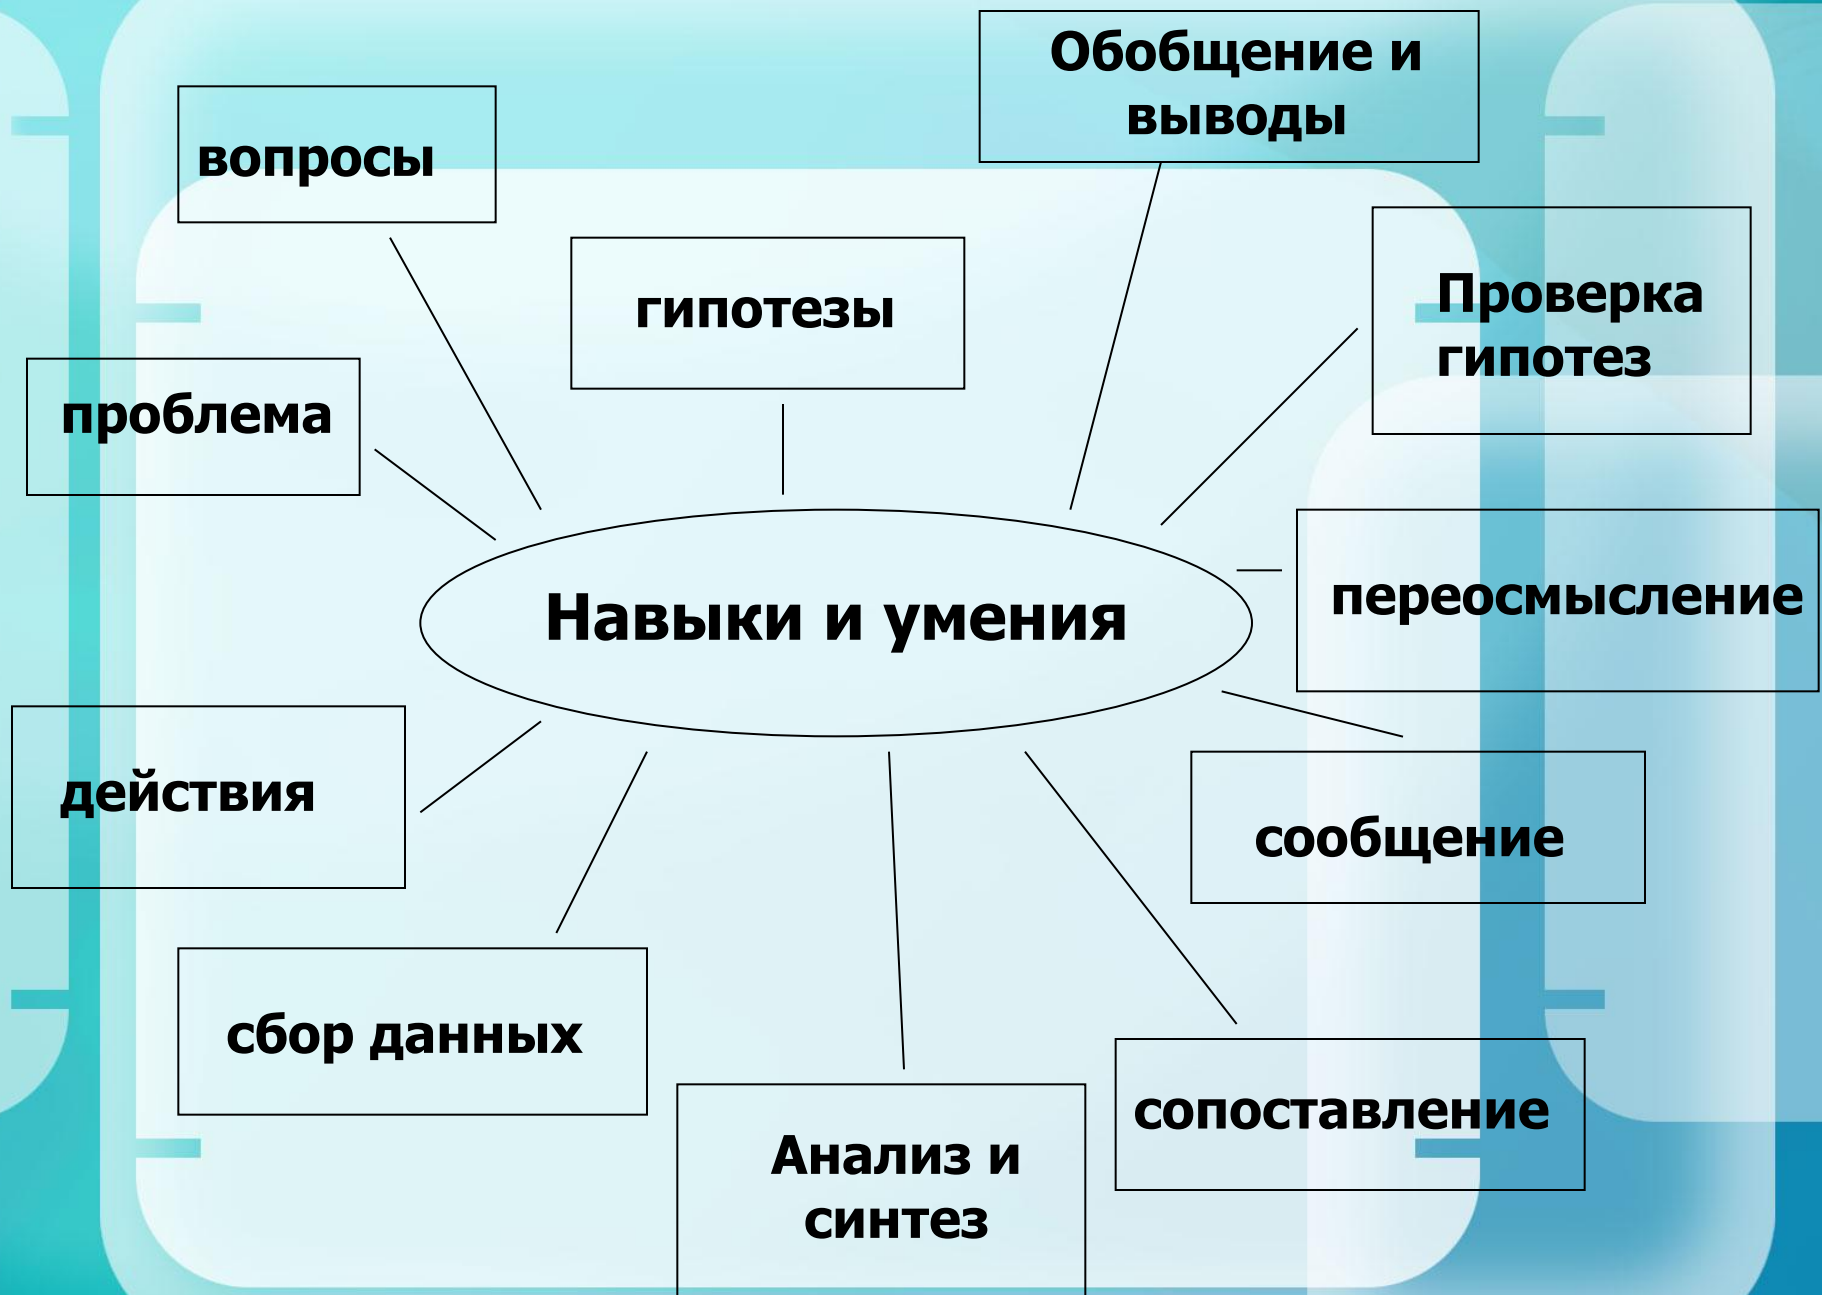 Обобщение и
выводы
вопросы
гипотезы
Проверка
гипотез
проблема
переосмысление
Навыки и умения
действия
сообщение
сбор данных
сопоставление
Анализ и
синтез